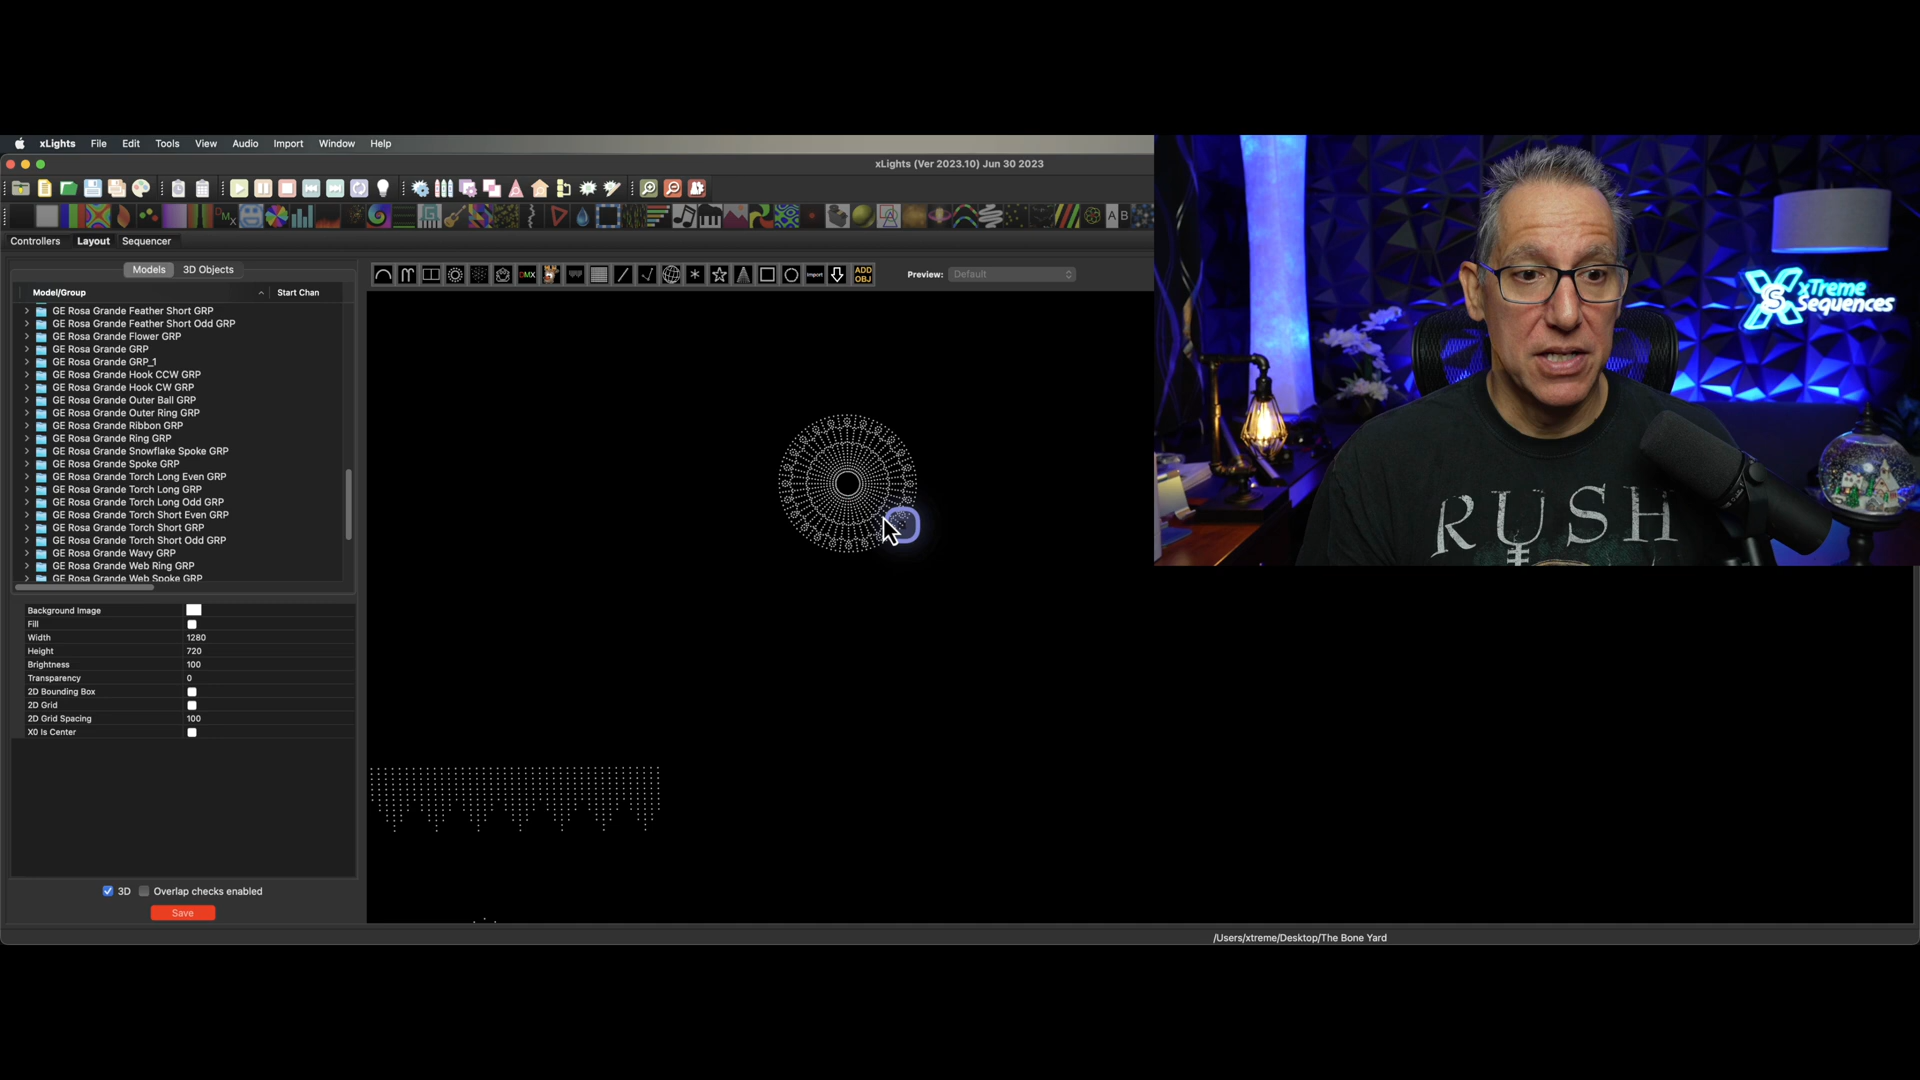 xLights File Edit Tools View Audio Import Window Help
xLights (Ver 2023.10) Jun 30 2023
DMX
A B
Controllers Layout Sequencer
Models 3D Objects
DMX
Import
ADD OBJ
Preview: Default
Model/Group Start Chan
GE Rosa Grande Feather Short GRP
GE Rosa Grande Feather Short Odd GRP
GE Rosa Grande Flower GRP
GE Rosa Grande GRP
GE Rosa Grande GRP_1
GE Rosa Grande Hook CCW GRP
GE Rosa Grande Hook CW GRP
GE Rosa Grande Outer Ball GRP
GE Rosa Grande Outer Ring GRP
GE Rosa Grande Ribbon GRP
GE Rosa Grande Ring GRP
GE Rosa Grande Snowflake Spoke GRP
GE Rosa Grande Spoke GRP
GE Rosa Grande Torch Long Even GRP
GE Rosa Grande Torch Long GRP
GE Rosa Grande Torch Long Odd GRP
GE Rosa Grande Torch Short Even GRP
GE Rosa Grande Torch Short GRP
GE Rosa Grande Torch Short Odd GRP
GE Rosa Grande Wavy GRP
GE Rosa Grande Web Ring GRP
GE Rosa Grande Web Spoke GRP
Background Image
Fill
Width 1280
Height 720
Brightness 100
Transparency 0
2D Bounding Box
2D Grid
2D Grid Spacing 100
X0 Is Center
3D Overlap checks enabled
Save
/Users/xtreme/Desktop/The Bone Yard
xTreme
Sequences
RUSH